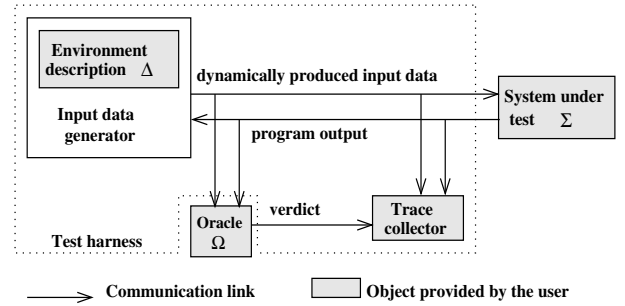 Environment
description Δ
dynamically produced input data
System under
test Σ
Input data
generator
program output
Oracle
Ω
verdict
Trace
collector
Test harness
Communication link
Object provided by the user